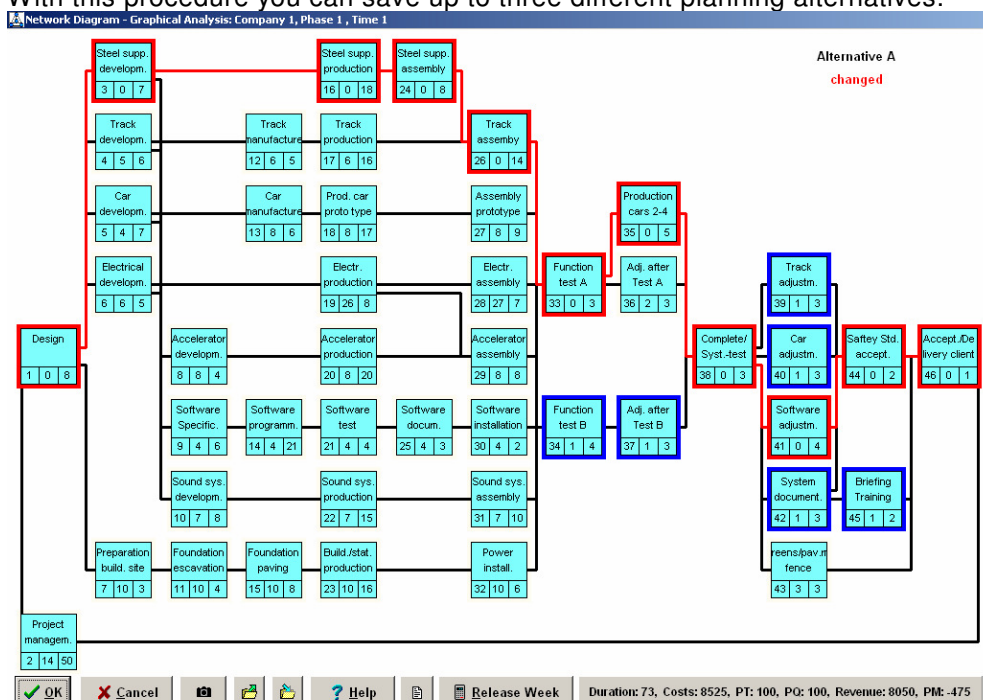 With this procedure you can save up to three different planning alternatives.
Network Diagram - Graphical Analysis: Company 1, Phase 1 , Time 1
Alternative A
changed
Steel supp.
developm.
3 0 7
Steel supp.
production
16 0 18
Steel supp.
assembly
24 0 8
Track
developm.
4 5 6
Track
manufacture
12 6 5
Track
production
17 6 16
Track
assemby
26 0 14
Car
developm.
5 4 7
Car
manufacture
13 8 6
Prod. car
proto type
18 8 17
Assembly
prototype
27 8 9
Production
cars 2-4
35 0 5
Electrical
developm.
6 6 5
Electr.
production
19 26 8
Electr.
assembly
28 27 7
Function
test A
33 0 3
Adj. after
Test A
36 2 3
Track
adjustm.
39 1 3
Design
1 0 8
Accelerator
developm.
8 8 4
Accelerator
production
20 8 20
Accelerator
assembly
29 8 8
Complete/
Syst.-test
38 0 3
Car
adjustm.
40 1 3
Saftey Std.
accept.
44 0 2
Accept./De
livery client
46 0 1
Software
Specific.
9 4 6
Software
programm.
14 4 21
Software
test
21 4 4
Software
docum.
25 4 3
Software
installation
30 4 2
Function
test B
34 1 4
Adj. after
Test B
37 1 3
Software
adjustm.
41 0 4
Sound sys.
developm.
10 7 8
Sound sys.
production
22 7 15
Sound sys.
assembly
31 7 10
System
document.
42 1 3
Briefing
Training
45 1 2
Preparation
build. site
7 10 3
Foundation
escavation
11 10 4
Foundation
paving
15 10 8
Build./stat.
production
23 10 16
Power
install.
32 10 6
reens/pav.m
fence
43 3 3
Project
managem.
2 14 50
OK Cancel Help Release Week Duration: 73, Costs: 8525, PT: 100, PQ: 100, Revenue: 8050, PM: -475